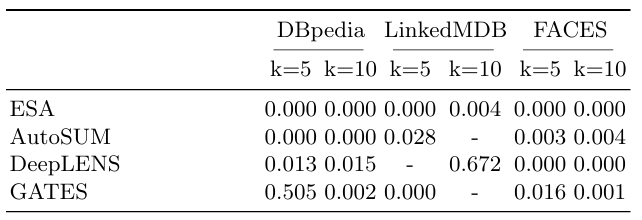 DBpedia LinkedMDB FACES
k=5 k=10 k=5 k=10 k=5 k=10
ESA 0.000 0.000 0.000 0.004 0.000 0.000
AutoSUM 0.000 0.000 0.028 - 0.003 0.004
DeepLENS 0.013 0.015 - 0.672 0.000 0.000
GATES 0.505 0.002 0.000 - 0.016 0.001